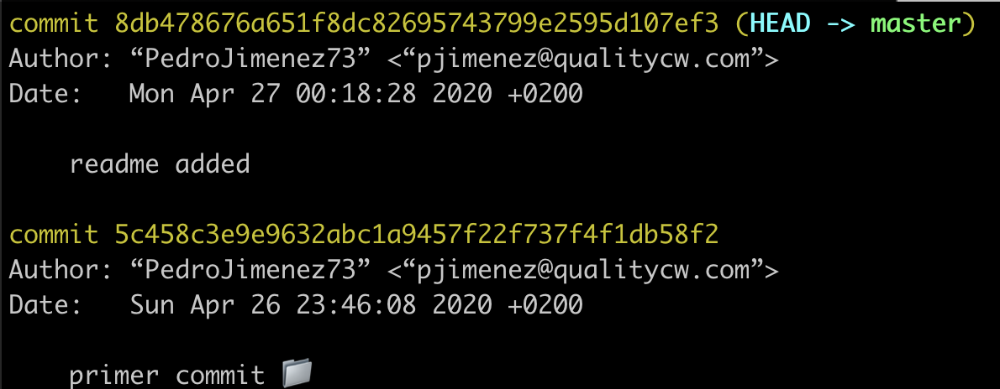 commit 8db478676a651f8dc82695743799e2595d107ef3 (HEAD -> master)
Author: “PedroJimenez73” <“pjimenez@qualitycw.com”>
Date:   Mon Apr 27 00:18:28 2020 +0200
readme added
commit 5c458c3e9e9632abc1a9457f22f737f4f1db58f2
Author: “PedroJimenez73” <“pjimenez@qualitycw.com”>
Date:   Sun Apr 26 23:46:08 2020 +0200
primer commit 📁